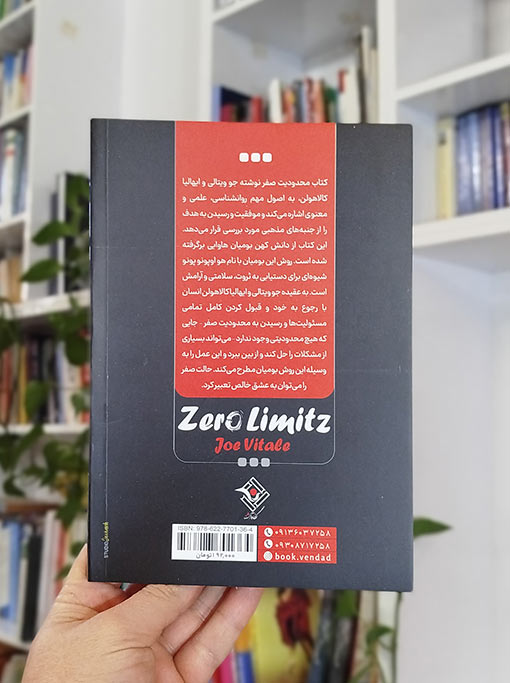 کتاب محدودیت صفر نوشته جو ویتالی و ایهالیا
کالاهولن، به اصول مهم روانشناسی، علمی و
معنوی اشاره می‌کند و موفقیت و رسیدن به هدف
را از جنبه‌های مذهبی مورد بررسی قرار می‌دهد.
این کتاب از دانش کهن بومیان هاوایی برگرفته
شده است. روش این بومیان با نام هو اوپونو پونو
شیوه‌ای برای دستیابی به ثروت، سلامتی و آرامش
است. به عقیده جو ویتالی و ایهالیا کالاهولن انسان
با رجوع به خود و قبول کردن کامل تمامی
مسئولیت‌ها و رسیدن به محدودیت صفر - جایی
که هیچ محدودیتی وجود ندارد - می‌تواند بسیاری
از مشکلات را حل کند و از بین ببرد و این عمل را به
وسیله این روش بومیان مطرح می‌کند. حالت صفر
را می‌توان به عشق خالص تعبیر کرد.
Zero Limitz
Joe Vitale
ISBN: 978-622-7701-36-4
۰۹۱۳۶۰۳۷۲۵۸
۰۹۳۰۸۷۱۷۲۵۸
book.vendad